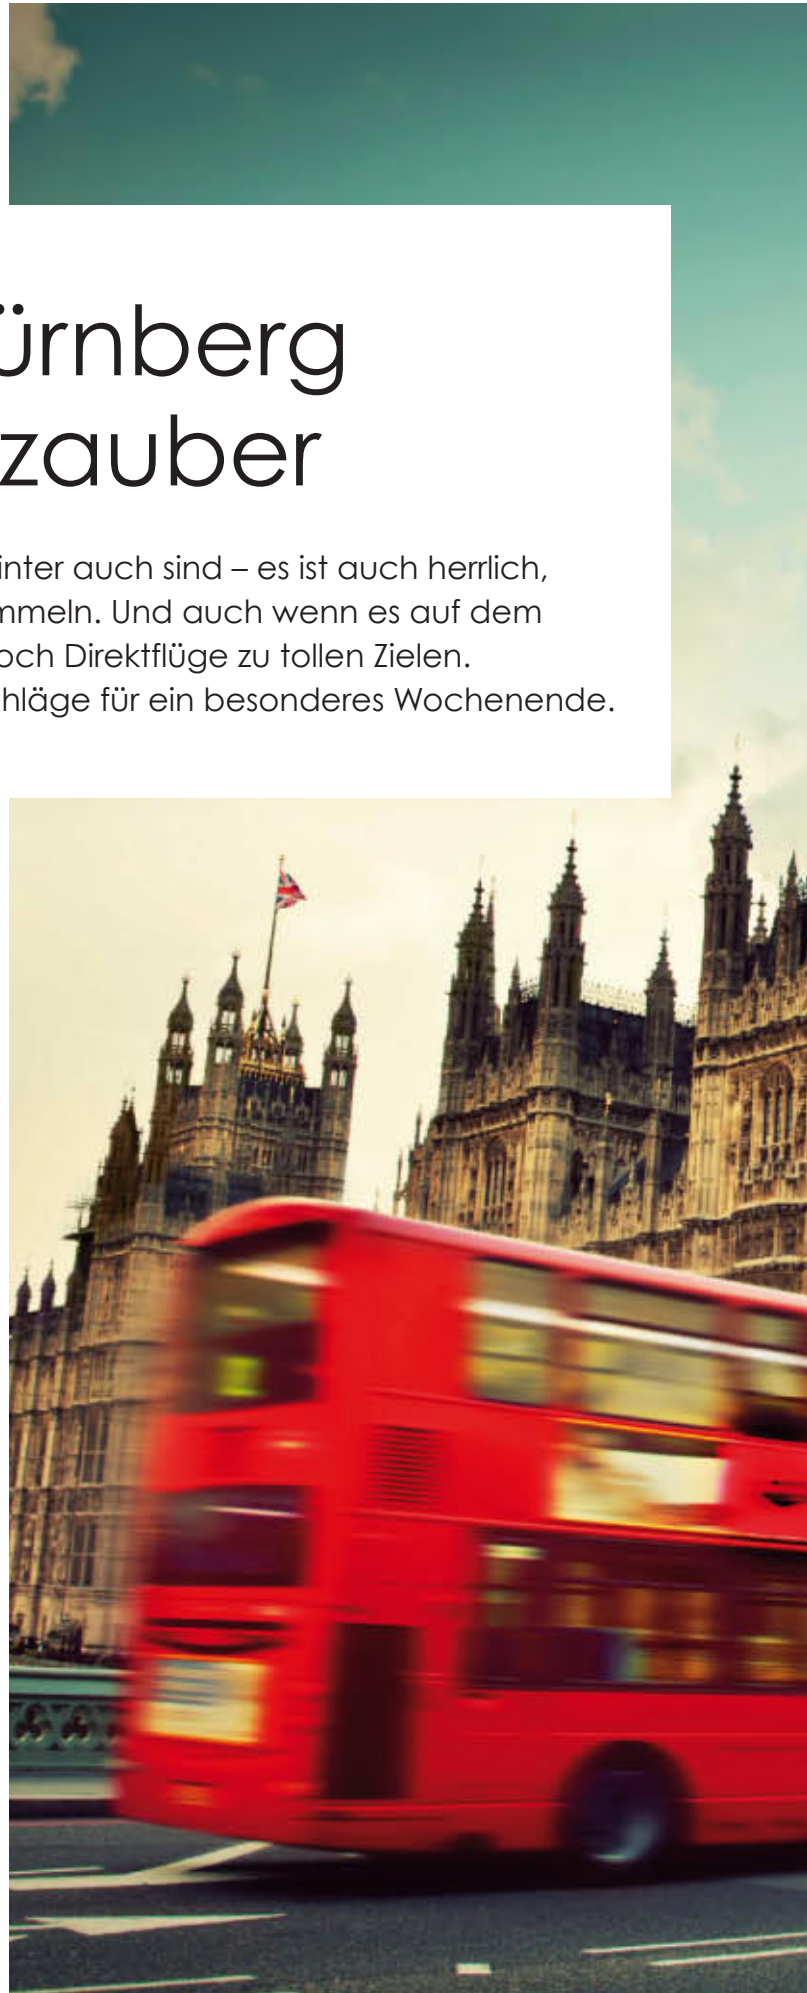 ürnberg
zauber
inter auch sind – es ist auch herrlich,
mmeln. Und auch wenn es auf dem
och Direktflüge zu tollen Zielen.
hläge für ein besonderes Wochenende.